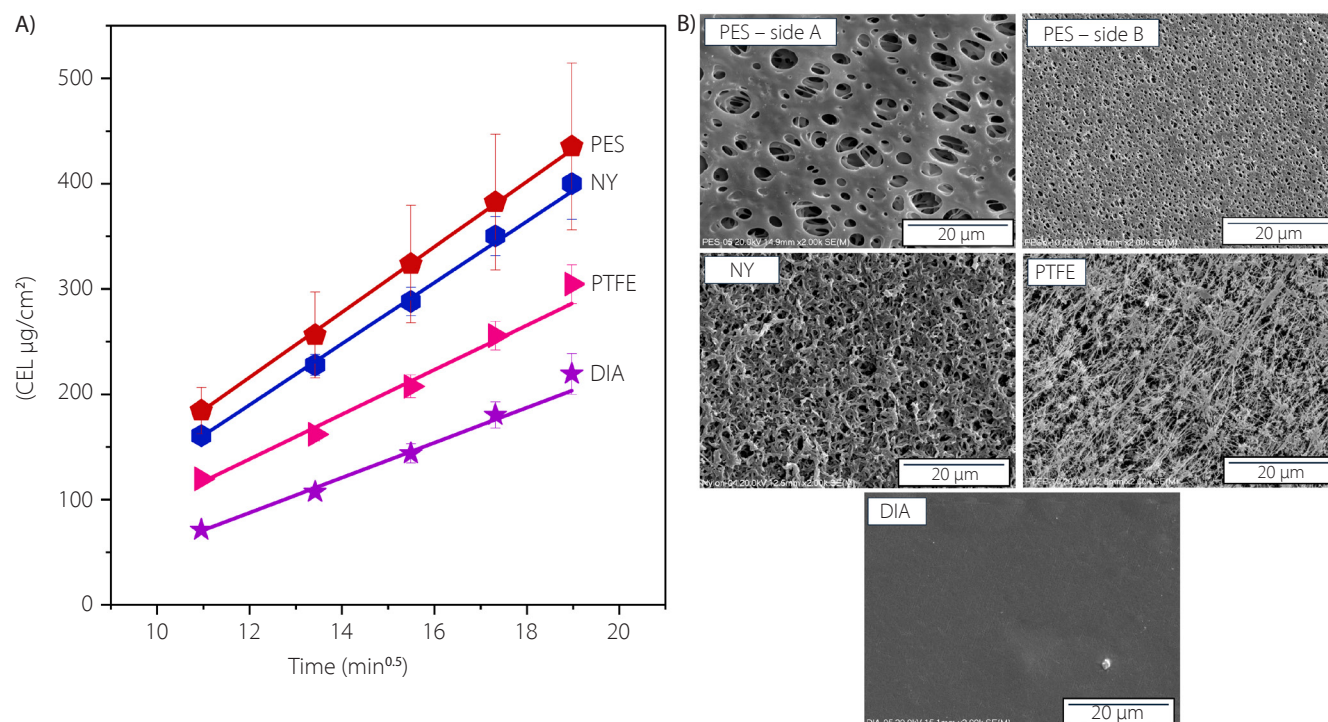 A)
500
400
300
200
100
0
(CEL µg/cm²)
10
12
14
16
18
20
Time (min⁰·⁵)
PES
NY
PTFE
DIA
B)
PES – side A
20 µm
PES – side B
20 µm
NY
20 µm
PTFE
20 µm
DIA
20 µm